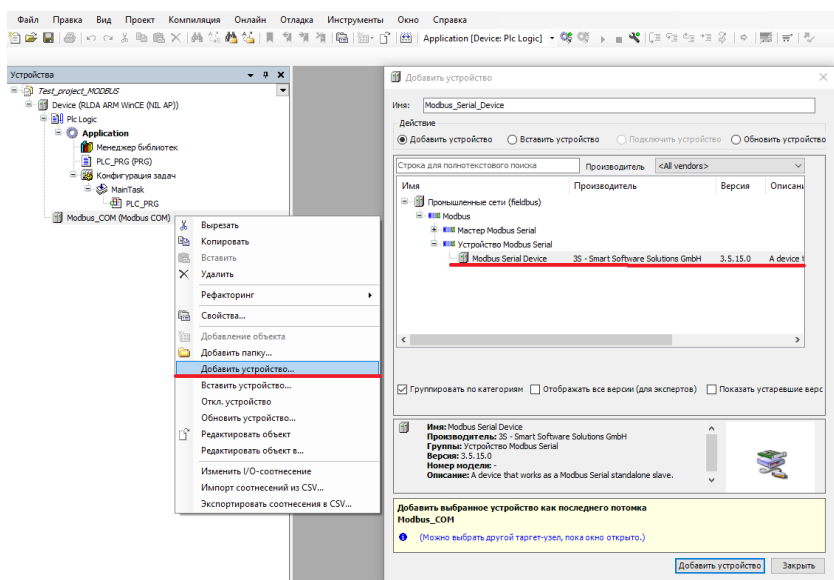 Файл Правка Вид Проект Компиляция Онлайн Отладка Инструменты Окно Справка
Application [Device: Plc Logic]
Устройства
Test_project_MODBUS
Device (RLDA ARM WinCE (NIL AP))
Plc Logic
Application
Менеджер библиотек
PLC_PRG (PRG)
Конфигурация задач
MainTask
PLC_PRG
Modbus_COM (Modbus COM)
Вырезать
Копировать
Вставить
Удалить
Рефакторинг
Свойства...
Добавление объекта
Добавить папку...
Добавить устройство...
Вставить устройство...
Откл. устройство
Обновить устройство...
Редактировать объект
Редактировать объект в...
Изменить I/O-соотнесение
Импорт соотнесений из CSV...
Экспортировать соотнесения в CSV...
Добавить устройство
Имя: Modbus_Serial_Device
Действие
Добавить устройство Вставить устройство Подключить устройство Обновить устройство
Строка для полнотекстового поиска Производитель <All vendors>
Имя Производитель Версия Описани
Промышленные сети (fieldbus)
Modbus
Мастер Modbus Serial
Устройство Modbus Serial
Modbus Serial Device 3S - Smart Software Solutions GmbH 3.5.15.0 A device t
Группировать по категориям Отображать все версии (для экспертов) Показать устаревшие верс
Имя: Modbus Serial Device
Производитель: 3S - Smart Software Solutions GmbH
Группы: Устройство Modbus Serial
Версия: 3.5.15.0
Номер модели: -
Описание: A device that works as a Modbus Serial standalone slave.
Добавить выбранное устройство как последнего потомка
Modbus_COM
(Можно выбрать другой таргет-узел, пока окно открыто.)
Добавить устройство Закрыть